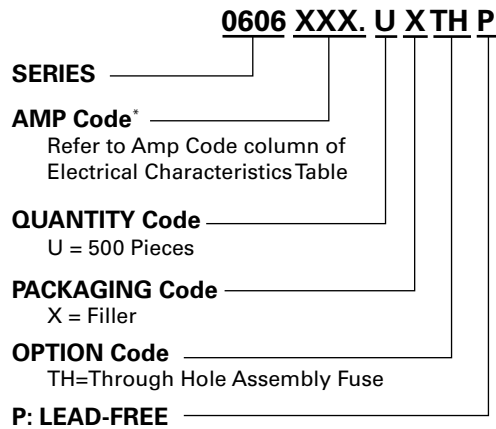 0606 XXX. U X TH P
SERIES
AMP Code*
Refer to Amp Code column of
Electrical Characteristics Table
QUANTITY Code
U = 500 Pieces
PACKAGING Code
X = Filler
OPTION Code
TH=Through Hole Assembly Fuse
P: LEAD-FREE